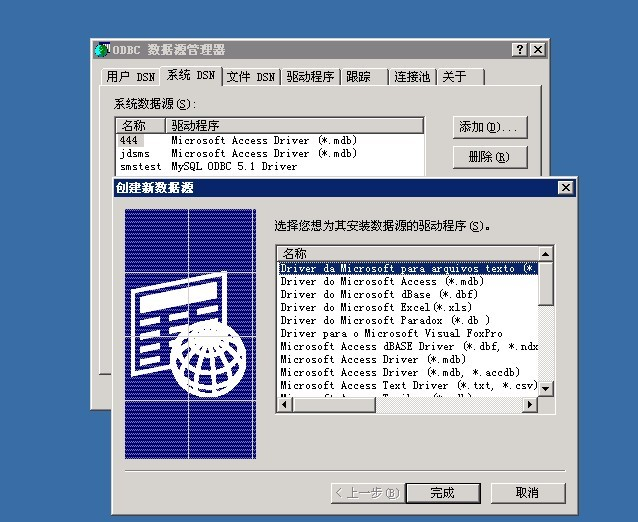 ODBC 数据源管理器
用户 DSN 系统 DSN 文件 DSN 驱动程序 跟踪 连接池 关于
系统数据源(S):
名称 驱动程序
444 Microsoft Access Driver (*.mdb)
jdsms Microsoft Access Driver (*.mdb)
smstest MySQL ODBC 5.1 Driver
添加(D)...
删除(R)
创建新数据源
选择您想为其安装数据源的驱动程序(S)。
名称
Driver da Microsoft para arquivos texto (*.
Driver do Microsoft Access (*.mdb)
Driver do Microsoft dBase (*.dbf)
Driver do Microsoft Excel(*.xls)
Driver do Microsoft Paradox (*.db )
Driver para o Microsoft Visual FoxPro
Microsoft Access dBASE Driver (*.dbf, *.ndx
Microsoft Access Driver (*.mdb)
Microsoft Access Driver (*.mdb, *.accdb)
Microsoft Access Text Driver (*.txt, *.csv)
< 上一步(B) 完成 取消